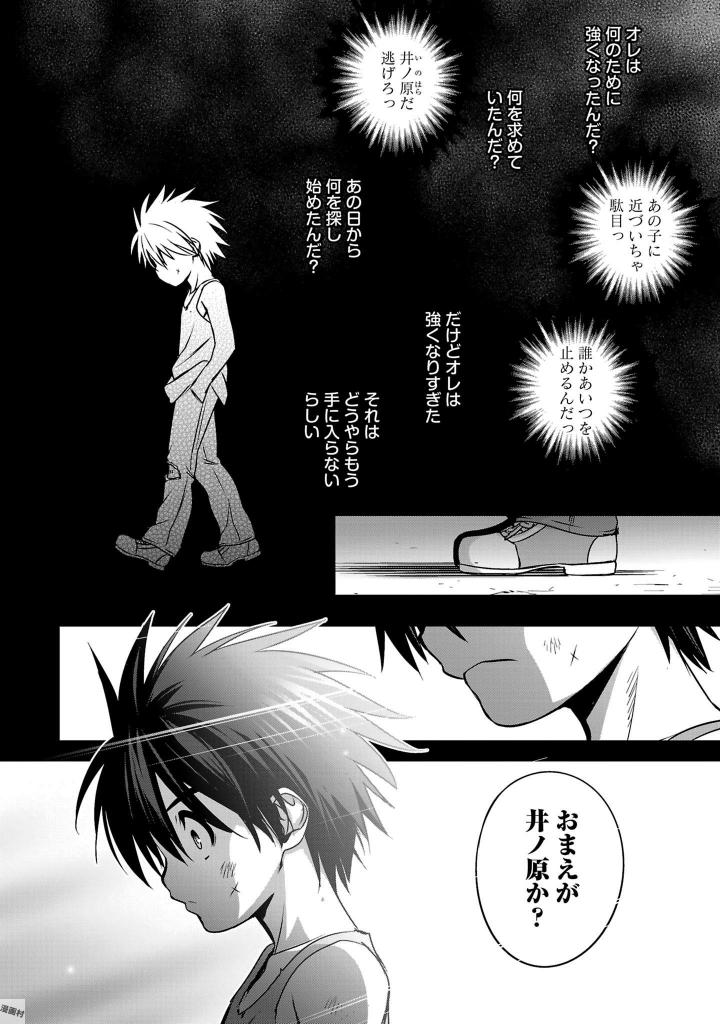 オレは
何のために
強くなったんだ?
何を求めて
いたんだ?
井ノ原だ
いのはら
逃げろっ
あの子に
近づいちゃ
駄目っ
あの日から
何を探し
始めたんだ?
誰かあいつを
止めるんだっ
だけどオレは
強くなりすぎた
それは
どうやらもう
手に入らない
らしい
おまえが
井ノ原か?
漫画村